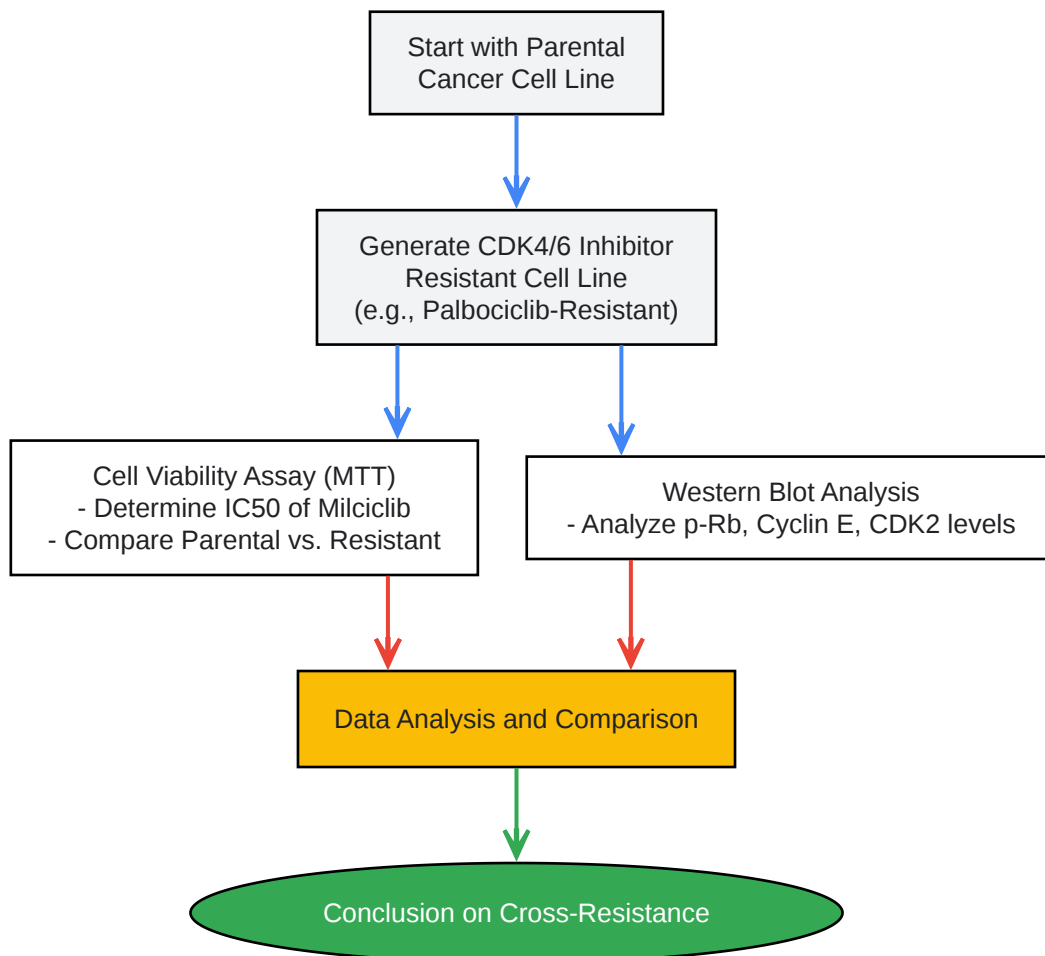 Start with Parental
Cancer Cell Line
Generate CDK4/6 Inhibitor
Resistant Cell Line
(e.g., Palbociclib-Resistant)
Cell Viability Assay (MTT)
- Determine IC50 of Milciclib
- Compare Parental vs. Resistant
Western Blot Analysis
- Analyze p-Rb, Cyclin E, CDK2 levels
Data Analysis and Comparison
Conclusion on Cross-Resistance